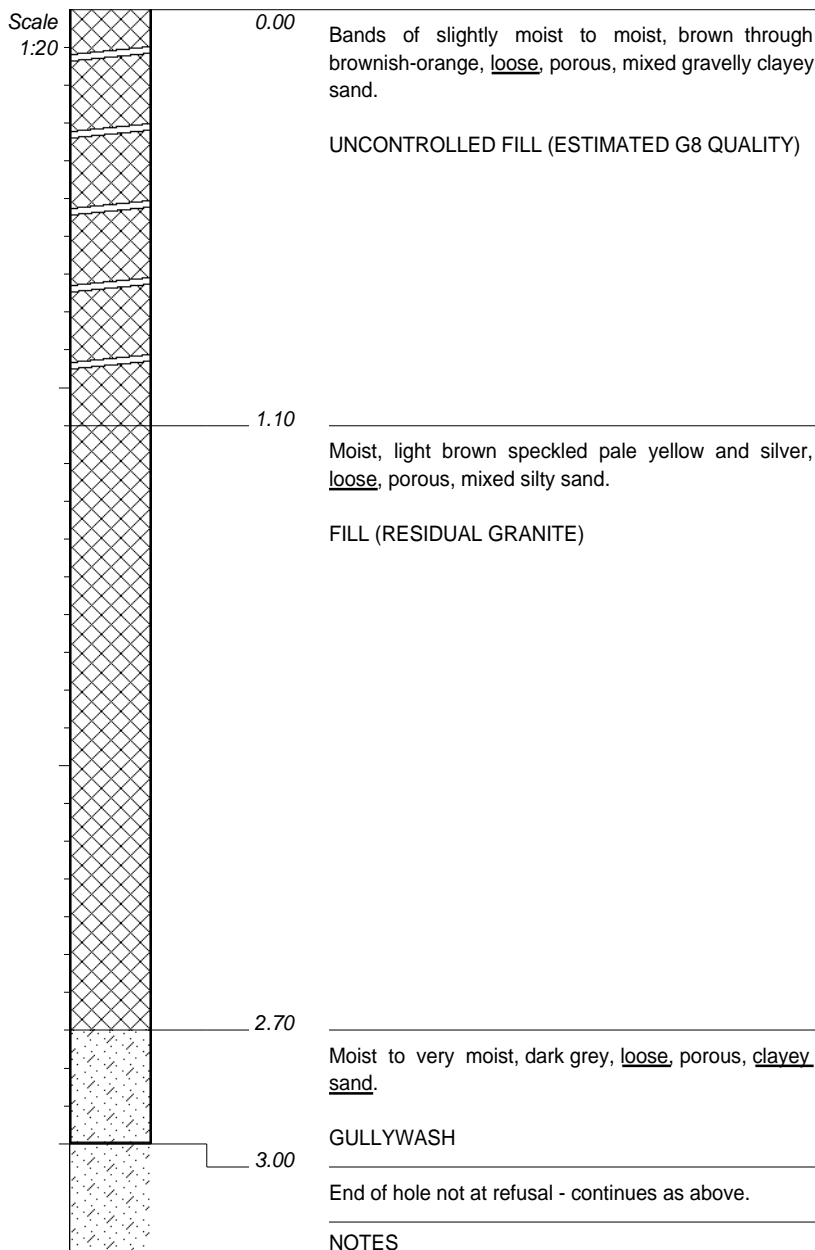 Scale
1:20
0.00
Bands of slightly moist to moist, brown through
brownish-orange, loose, porous, mixed gravelly clayey
sand.
UNCONTROLLED FILL (ESTIMATED G8 QUALITY)
1.10
Moist, light brown speckled pale yellow and silver,
loose, porous, mixed silty sand.
FILL (RESIDUAL GRANITE)
2.70
Moist to very moist, dark grey, loose, porous, clayey
sand.
GULLYWASH
3.00
End of hole not at refusal - continues as above.
NOTES